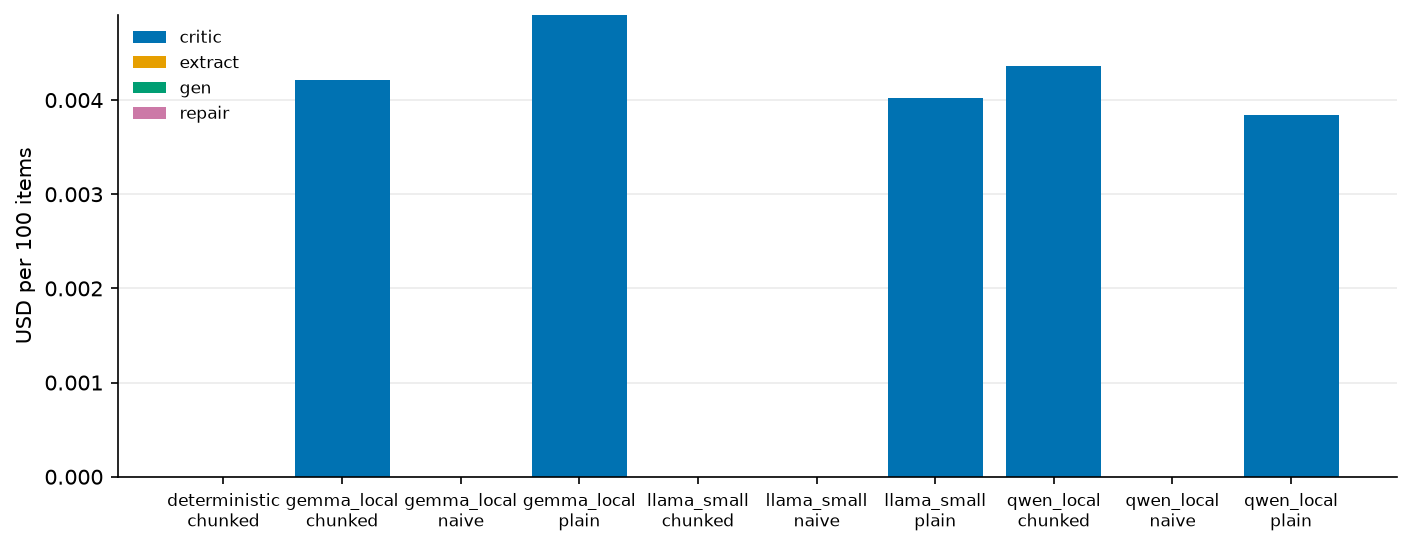 critic
extract
gen
repair
USD per 100 items
0.004
0.003
0.002
0.001
0.000
deterministic chunked
gemma_local chunked
gemma_local naive
gemma_local plain
llama_small chunked
llama_small naive
llama_small plain
qwen_local chunked
qwen_local naive
qwen_local plain